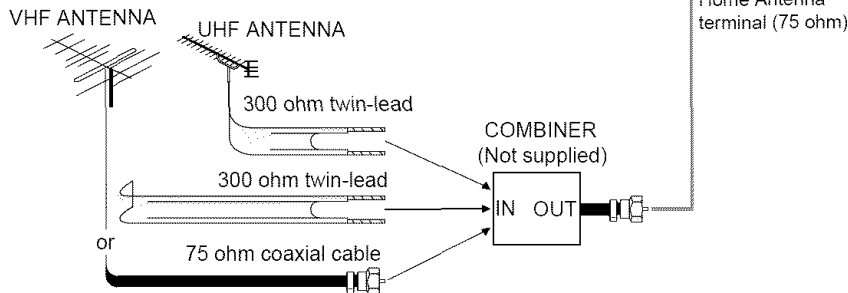 Home Antenna
terminal (75 ohm)
VHF ANTENNA
UHF ANTENNA
300 ohm twin-lead
COMBINER
(Not supplied)
300 ohm twin-lead
IN OUT
or
75 ohm coaxial cable